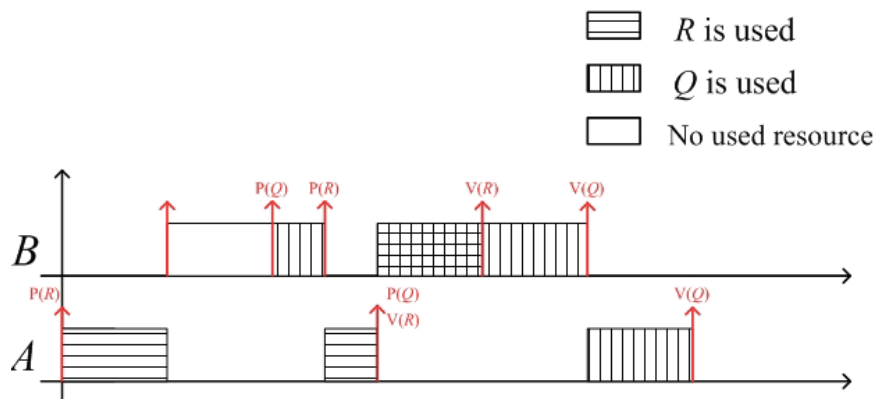 R is used
Q is used
No used resource
P(Q) P(R) V(R) V(Q)
B
P(R) P(Q) V(Q)
V(R)
A